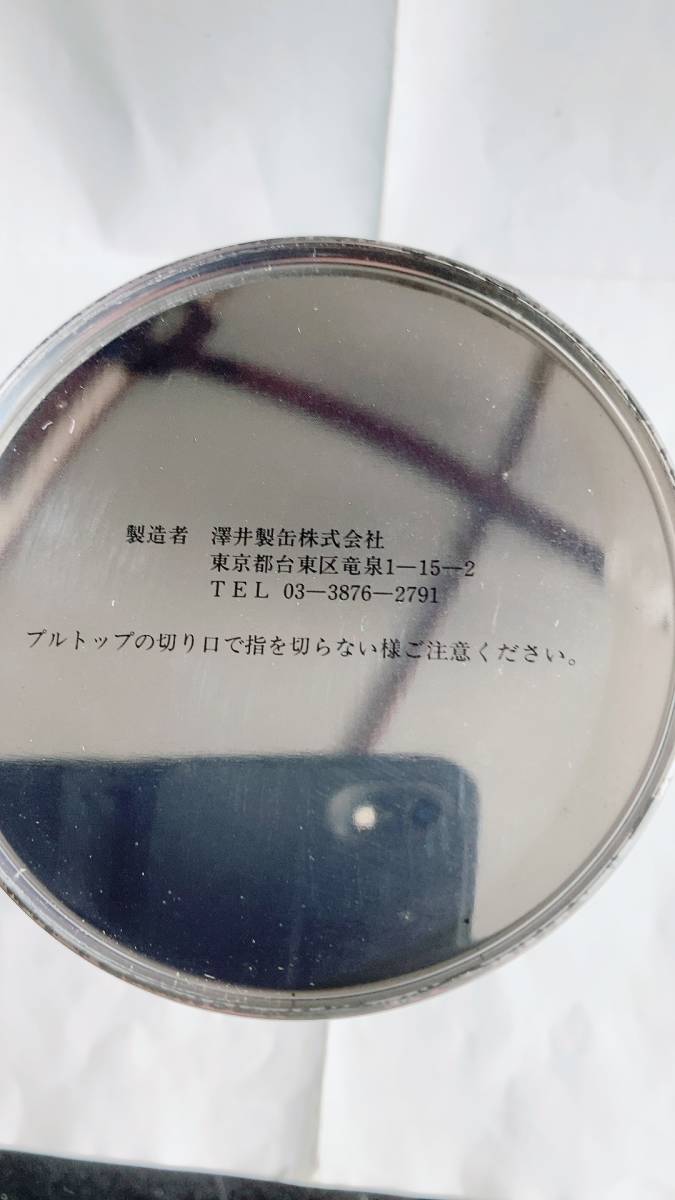 製造者　澤井製缶株式会社
東京都台東区竜泉1―15―2
TEL 03―3876―2791
プルトップの切り口で指を切らない様ご注意ください。